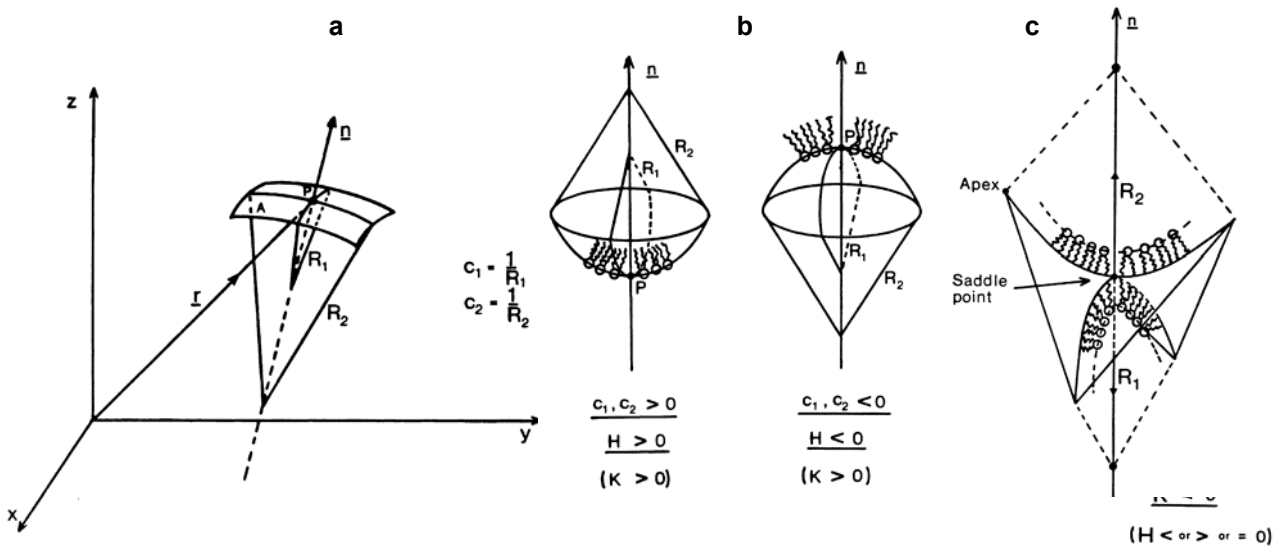 a
z
n
P
A
R₁
R₂
r
y
x
c₁ = 1/R₁
c₂ = 1/R₂
b
n
R₂
R₁
P
c₁, c₂ > 0
H > 0
(K > 0)
n
P
R₁
R₂
c₁, c₂ < 0
H < 0
(K > 0)
c
n
Apex
R₂
Saddle
point
R₁
(H < or > or = 0)